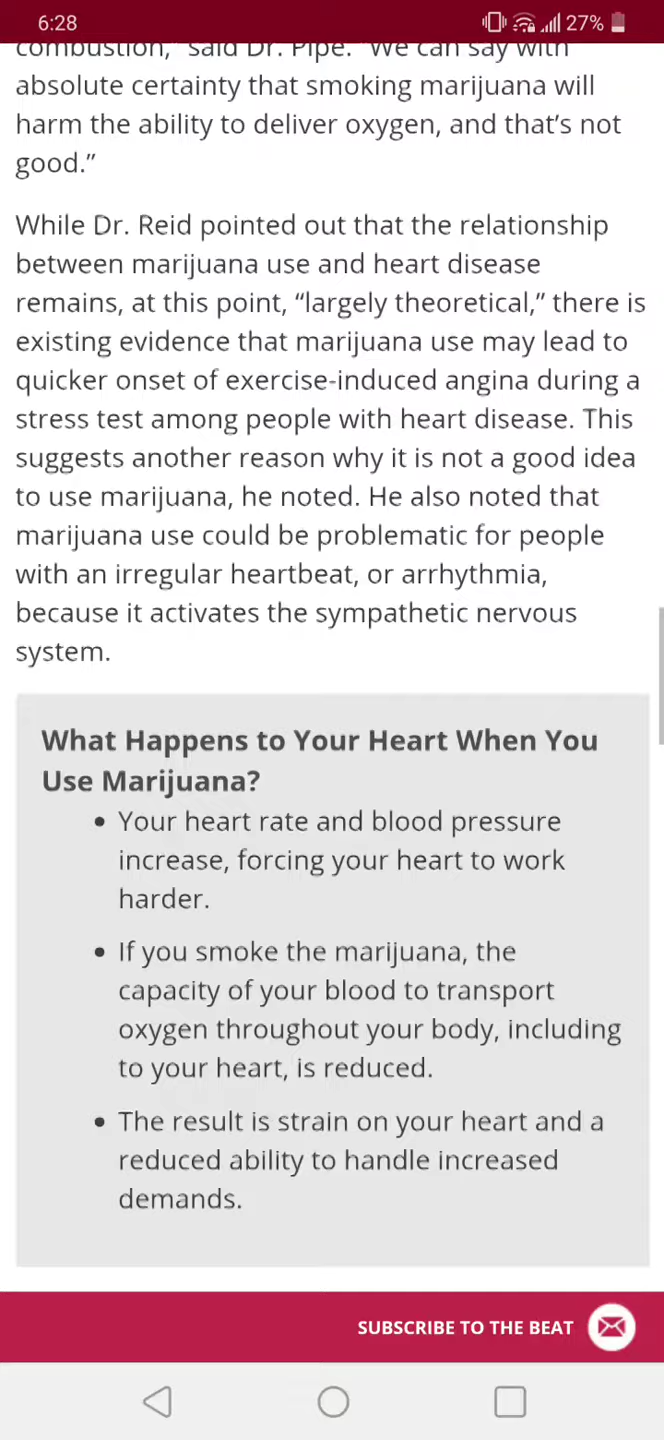 6:28
27%
combustion," said Dr. Pipe. "We can say with
absolute certainty that smoking marijuana will
harm the ability to deliver oxygen, and that's not
good."
While Dr. Reid pointed out that the relationship
between marijuana use and heart disease
remains, at this point, "largely theoretical," there is
existing evidence that marijuana use may lead to
quicker onset of exercise-induced angina during a
stress test among people with heart disease. This
suggests another reason why it is not a good idea
to use marijuana, he noted. He also noted that
marijuana use could be problematic for people
with an irregular heartbeat, or arrhythmia,
because it activates the sympathetic nervous
system.
What Happens to Your Heart When You
Use Marijuana?
• Your heart rate and blood pressure
increase, forcing your heart to work
harder.
• If you smoke the marijuana, the
capacity of your blood to transport
oxygen throughout your body, including
to your heart, is reduced.
• The result is strain on your heart and a
reduced ability to handle increased
demands.
SUBSCRIBE TO THE BEAT